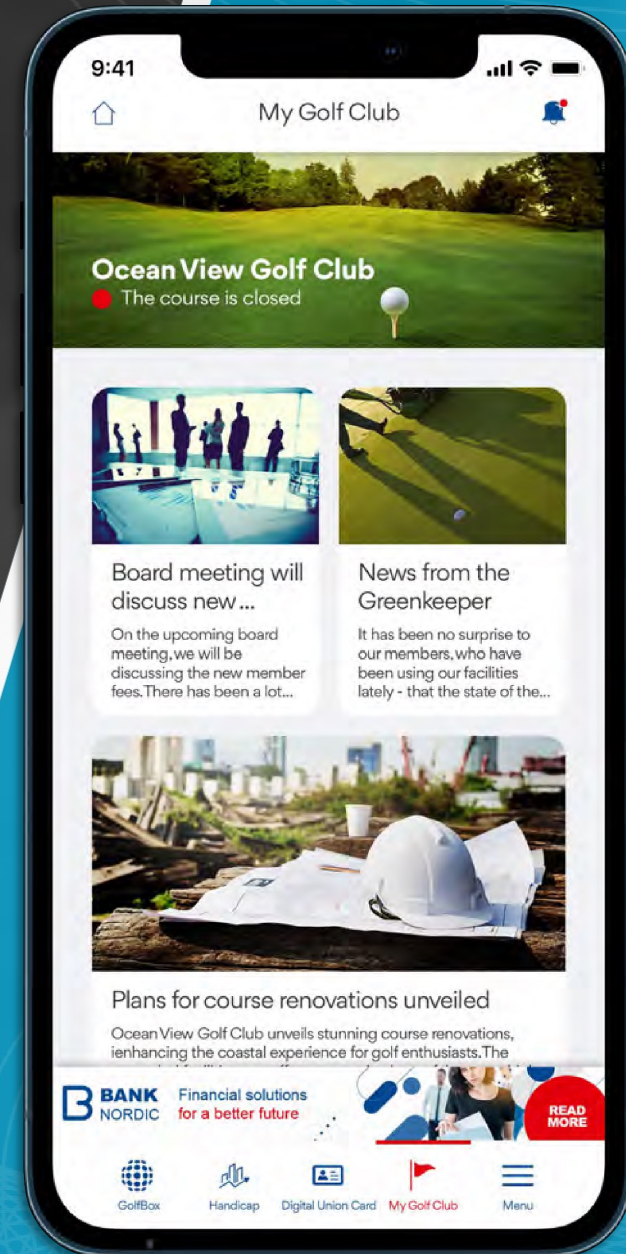 9:41
My Golf Club
Ocean View Golf Club
The course is closed
Board meeting will
discuss new...
On the upcoming board
meeting, we will be
discussing the new member
fees. There has been a lot...
News from the
Greenkeeper
It has been no surprise to
our members, who have
been using our facilities
lately - that the state of the...
Plans for course renovations unveiled
Ocean View Golf Club unveils stunning course renovations,
ienhancing the coastal experience for golf enthusiasts. The
BANK
NORDIC
Financial solutions
for a better future
READ
MORE
GolfBox
Handicap
Digital Union Card
My Golf Club
Menu